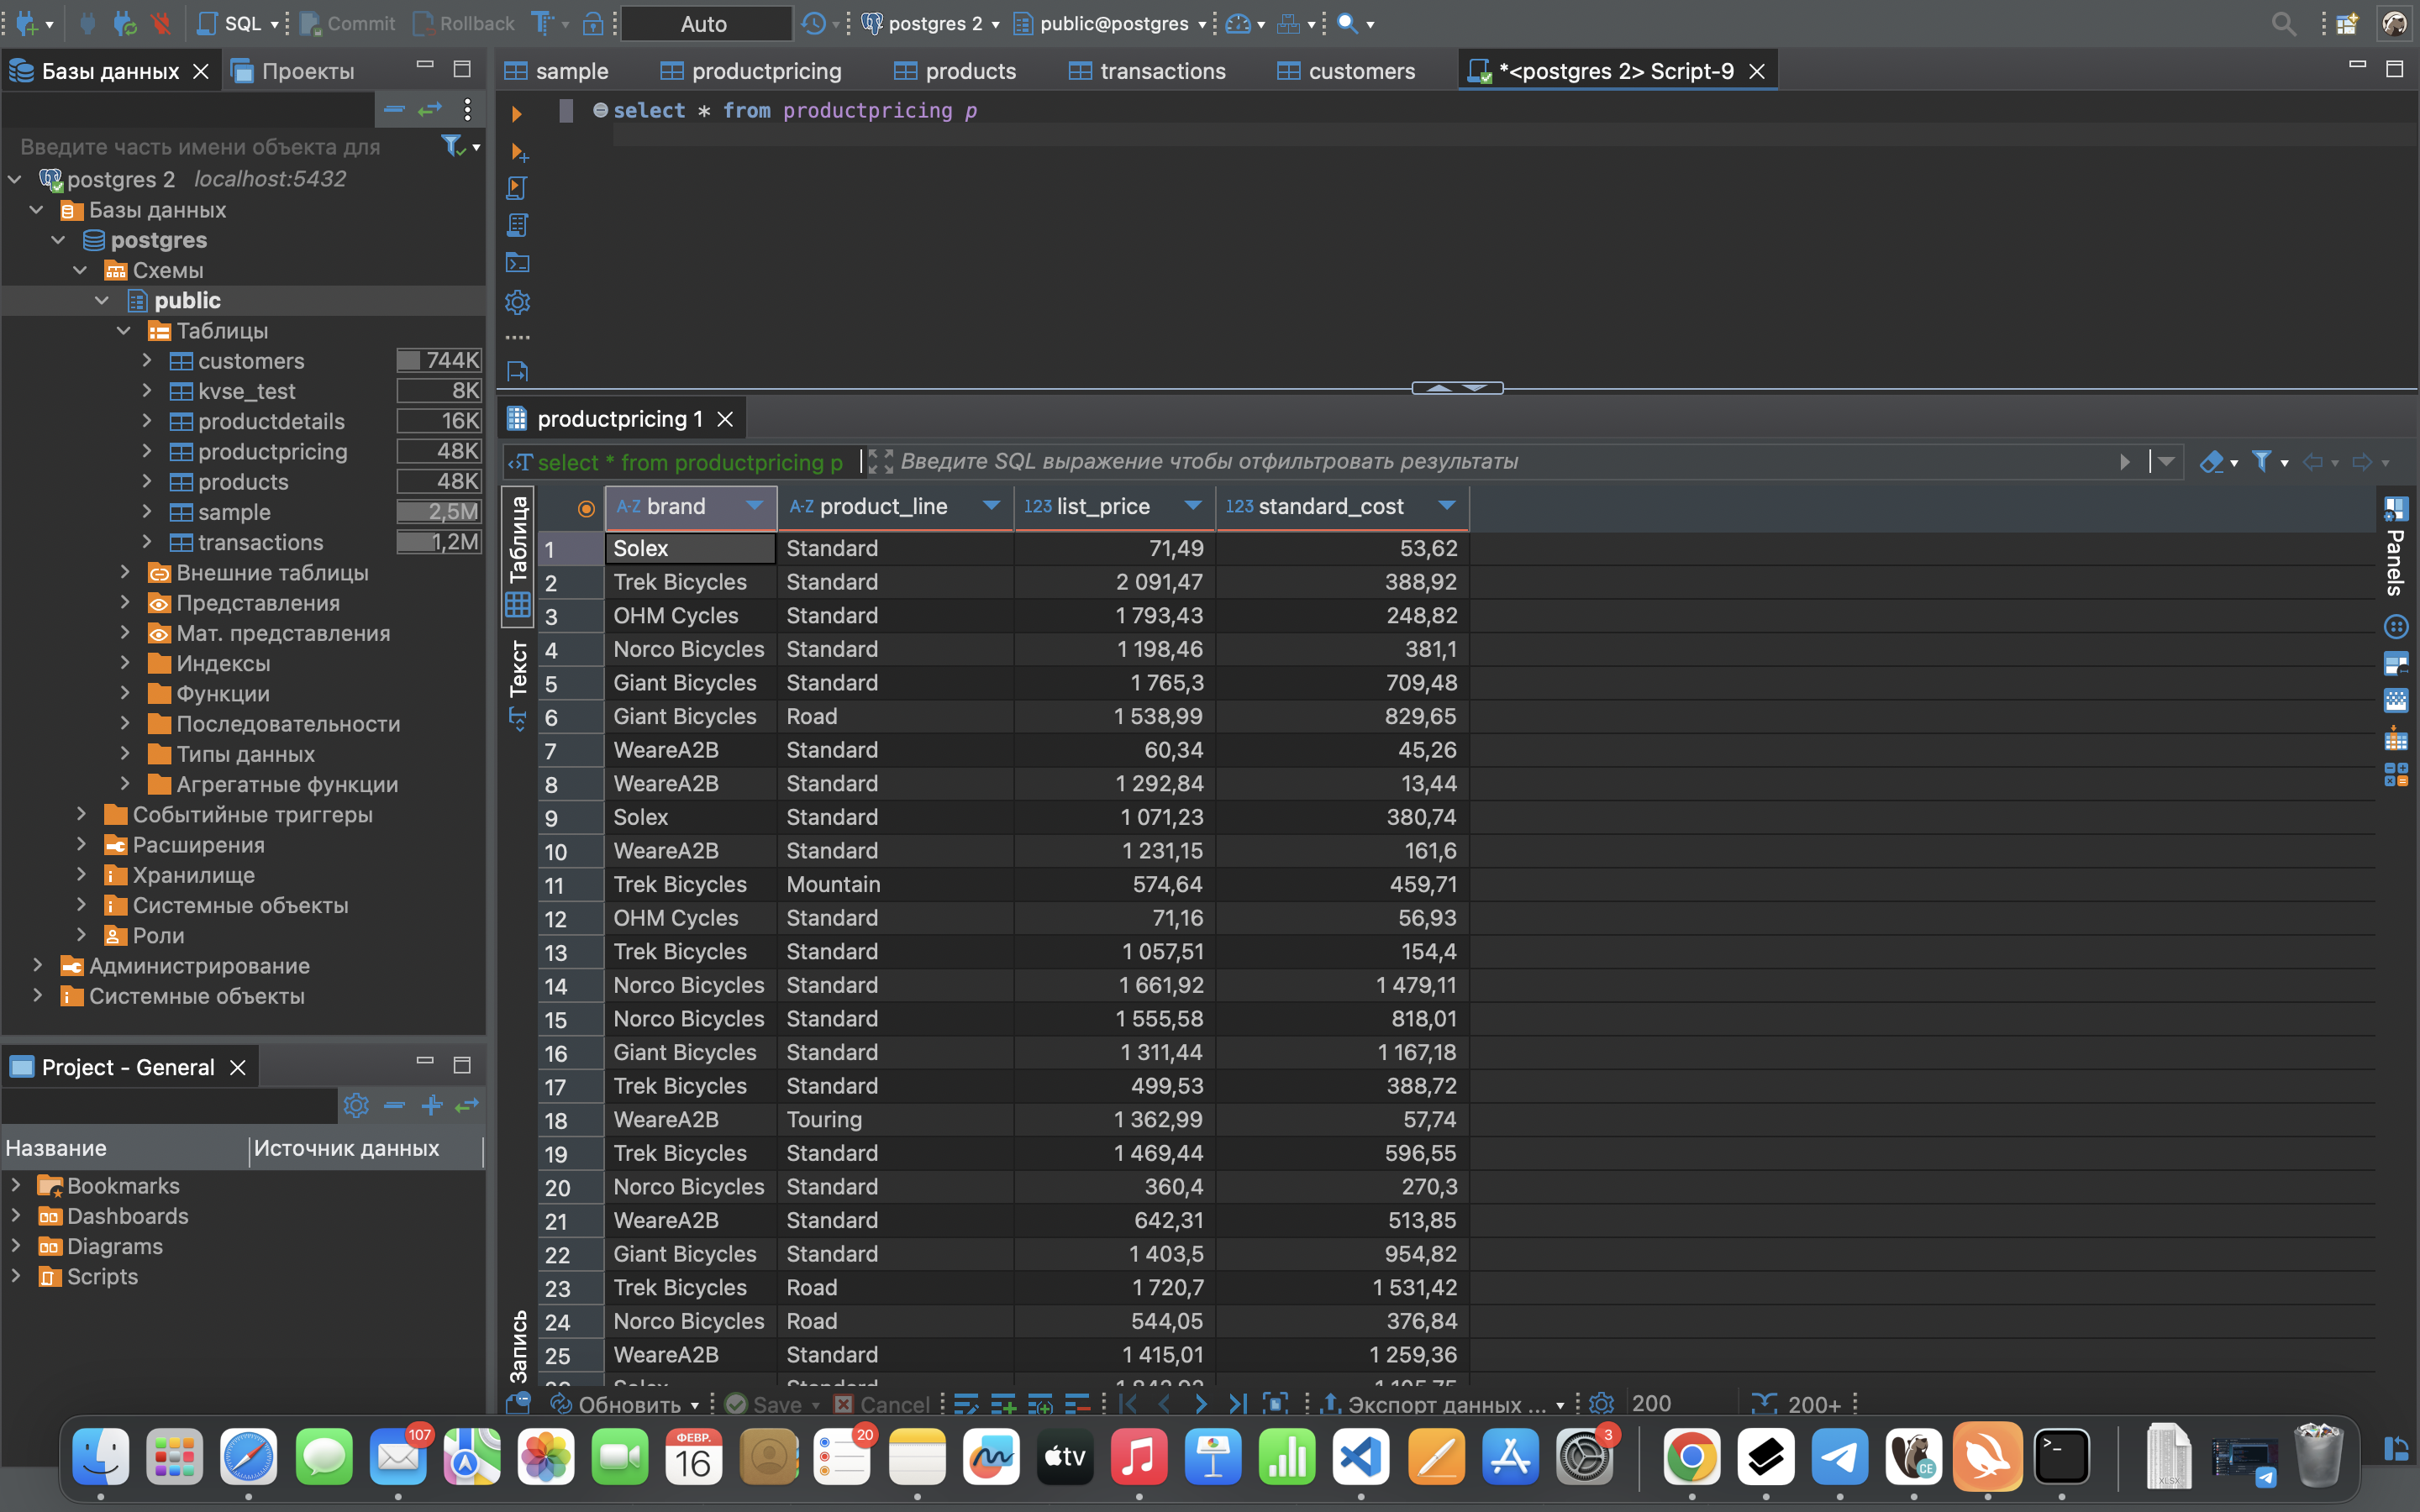 SQL
Commit
Rollback
Auto
postgres 2
public@postgres
Базы данных
Проекты
sample
productpricing
products
transactions
customers
*<postgres 2> Script-9
Введите часть имени объекта для
postgres 2 localhost:5432
Базы данных
postgres
Схемы
public
Таблицы
customers 744K
kvse_test 8K
productdetails 16K
productpricing 48K
products 48K
sample 2,5M
transactions 1,2M
Внешние таблицы
Представления
Мат. представления
Индексы
Функции
Последовательности
Типы данных
Агрегатные функции
Событийные триггеры
Расширения
Хранилище
Системные объекты
Роли
Администрирование
Системные объекты
Project - General
Название Источник данных
Bookmarks
Dashboards
Diagrams
Scripts
select * from productpricing p
productpricing 1
select * from productpricing p
Введите SQL выражение чтобы отфильтровать результаты
Таблица
Текст
Запись
Panels
A-Z brand A-Z product_line 123 list_price 123 standard_cost
1 Solex Standard 71,49 53,62
2 Trek Bicycles Standard 2 091,47 388,92
3 OHM Cycles Standard 1 793,43 248,82
4 Norco Bicycles Standard 1 198,46 381,1
5 Giant Bicycles Standard 1 765,3 709,48
6 Giant Bicycles Road 1 538,99 829,65
7 WeareA2B Standard 60,34 45,26
8 WeareA2B Standard 1 292,84 13,44
9 Solex Standard 1 071,23 380,74
10 WeareA2B Standard 1 231,15 161,6
11 Trek Bicycles Mountain 574,64 459,71
12 OHM Cycles Standard 71,16 56,93
13 Trek Bicycles Standard 1 057,51 154,4
14 Norco Bicycles Standard 1 661,92 1 479,11
15 Norco Bicycles Standard 1 555,58 818,01
16 Giant Bicycles Standard 1 311,44 1 167,18
17 Trek Bicycles Standard 499,53 388,72
18 WeareA2B Touring 1 362,99 57,74
19 Trek Bicycles Standard 1 469,44 596,55
20 Norco Bicycles Standard 360,4 270,3
21 WeareA2B Standard 642,31 513,85
22 Giant Bicycles Standard 1 403,5 954,82
23 Trek Bicycles Road 1 720,7 1 531,42
24 Norco Bicycles Road 544,05 376,84
25 WeareA2B Standard 1 415,01 1 259,36
Обновить
Save
Cancel
Экспорт данных ...
200
200+
107
ФЕВР.
16
20
tv
3
CE
XLSX